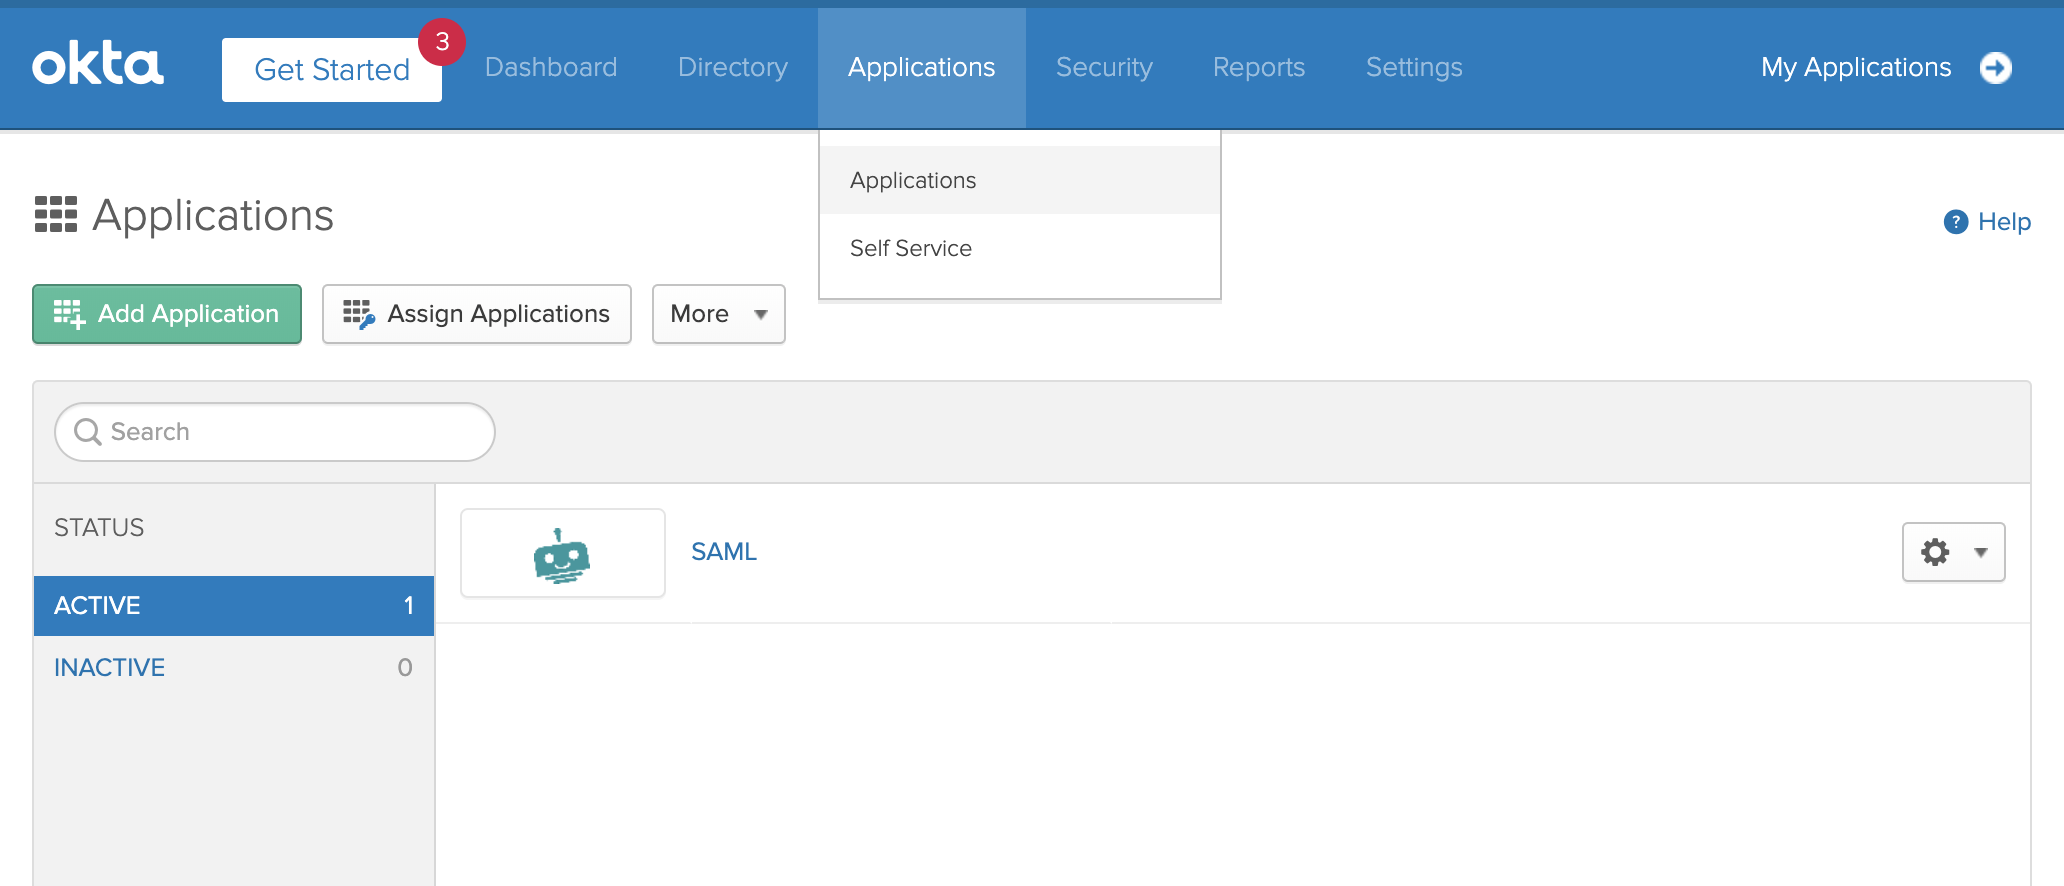 okta
Get Started
3
Dashboard
Directory
Applications
Security
Reports
Settings
My Applications
Applications
Self Service
Applications
? Help
Add Application
Assign Applications
More
Search
STATUS
ACTIVE 1
INACTIVE 0
SAML